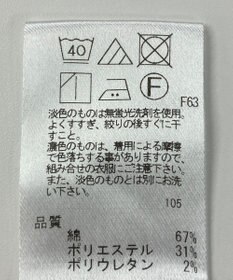 40
F
F63
淡色のものは無蛍光洗剤を使用。
よくすすぎ、絞りの後すぐに干
すこと。
濃色のものは、着用による摩擦
で色落ちする事がありますので、
組み合せの衣服にご注意下さい。
また、淡色のものとは別にお洗
い下さい。
105
品質
綿 67%
ポリエステル 31%
ポリウレタン 2%